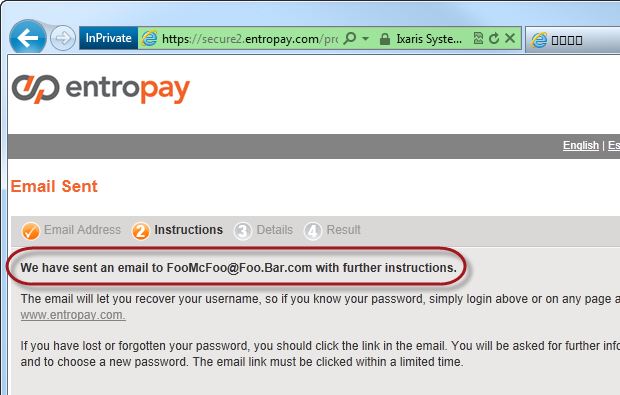 InPrivate https://secure2.entropay.com/pro Ixaris Syste...
entropay
English | Es
Email Sent
Email Address 2 Instructions 3 Details 4 Result
We have sent an email to FooMcFoo@Foo.Bar.com with further instructions.
The email will let you recover your username, so if you know your password, simply login above or on any page a
www.entropay.com.
If you have lost or forgotten your password, you should click the link in the email. You will be asked for further info
and to choose a new password. The email link must be clicked within a limited time.